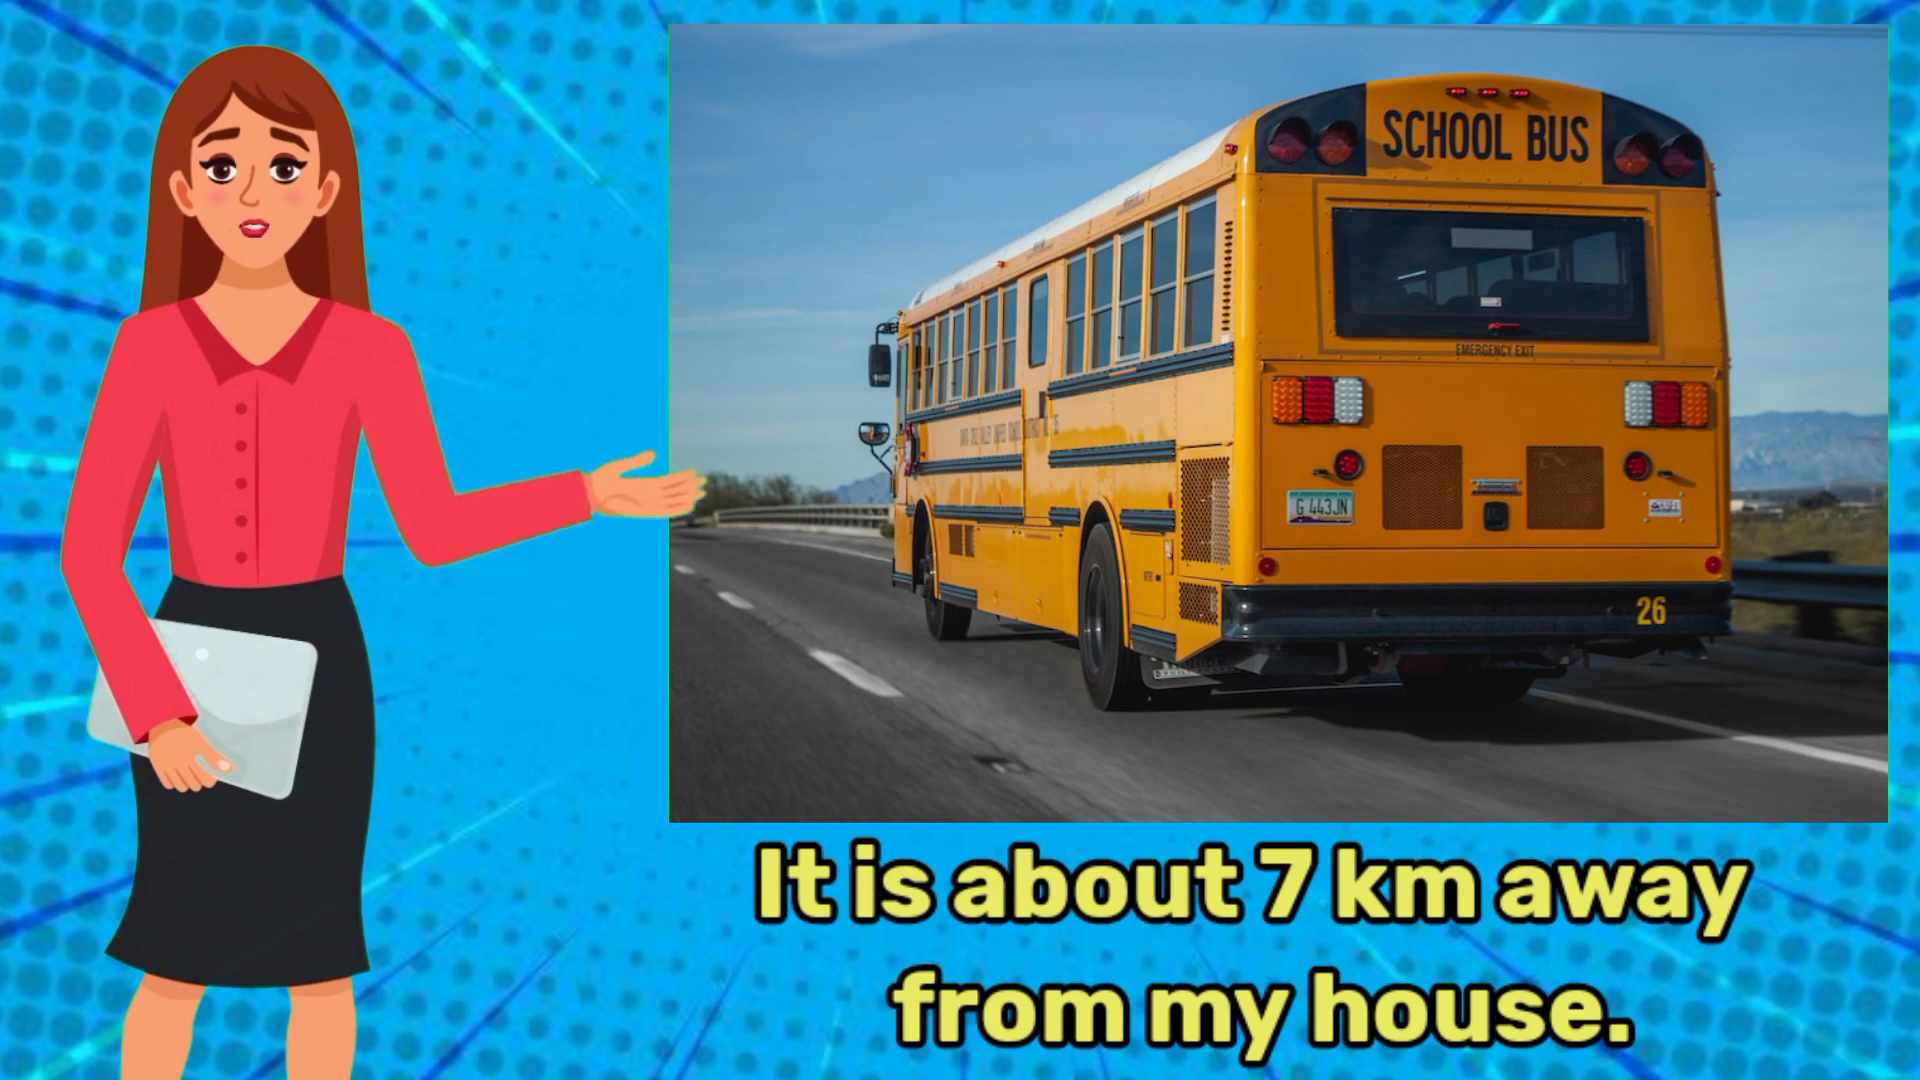 SCHOOL BUS
EMERGENCY EXIT
G 443JN
26
It is about 7 km away
from my house.